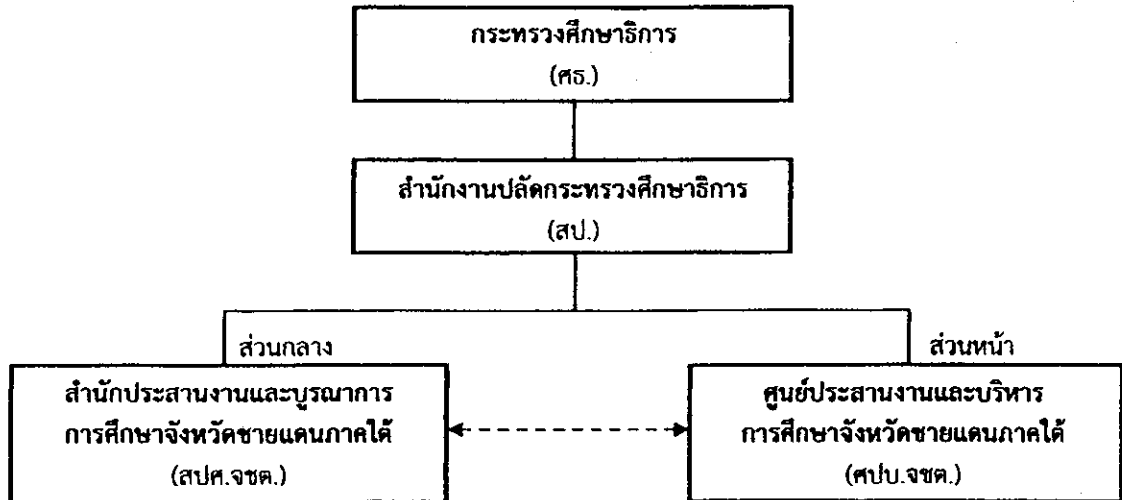 กระทรวงศึกษาธิการ
(ศธ.)
สำนักงานปลัดกระทรวงศึกษาธิการ
(สป.)
ส่วนกลาง
สำนักประสานงานและบูรณาการ
การศึกษาจังหวัดชายแดนภาคใต้
(สปศ.จชต.)
ส่วนหน้า
ศูนย์ประสานงานและบริหาร
การศึกษาจังหวัดชายแดนภาคใต้
(ศปบ.จชต.)